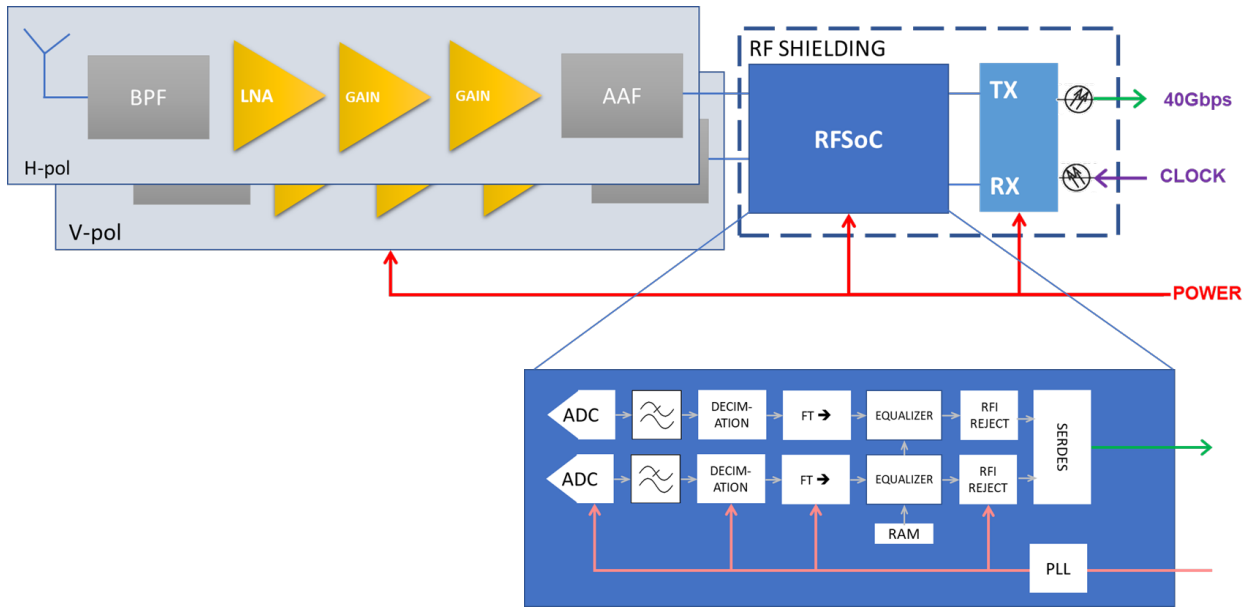 RF SHIELDING
BPF
LNA
GAIN
GAIN
AAF
H-pol
V-pol
RFSoC
TX
RX
40Gbps
CLOCK
POWER
ADC
DECIM-
ATION
FT ➔
EQUALIZER
RFI
REJECT
SERDES
ADC
DECIM-
ATION
FT ➔
EQUALIZER
RFI
REJECT
RAM
PLL